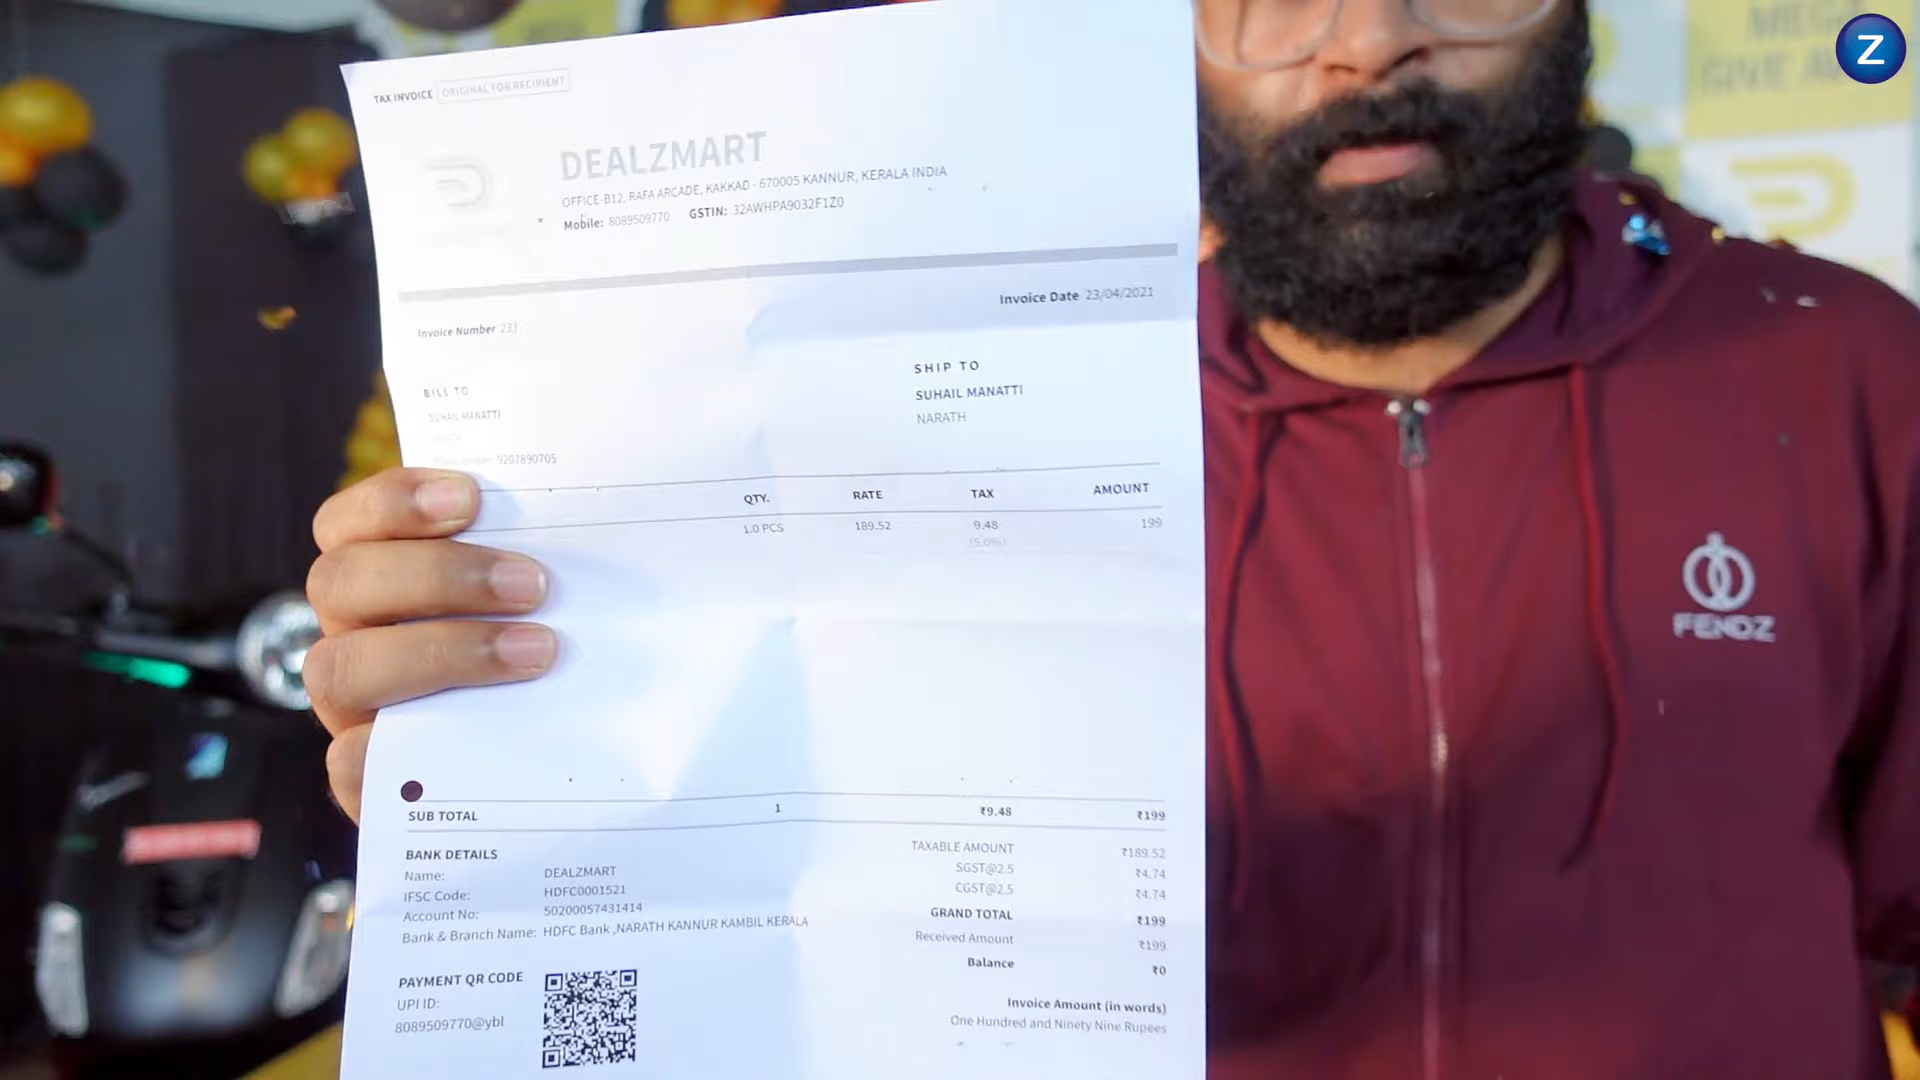 TAX INVOICE ORIGINAL FOR RECIPIENT
DEALZMART
OFFICE-B12, RAFA ARCADE, KAKKAD - 670005 KANNUR, KERALA INDIA
Mobile: 8089509770 GSTIN: 32AWHPA9032F1Z0
Invoice Number 233
Invoice Date 23/04/2021
BILL TO
SUHAIL MANATTI
9207890705
SHIP TO
SUHAIL MANATTI
NARATH
QTY. RATE TAX AMOUNT
1.0 PCS 189.52 9.48 199
(5.0%)
SUB TOTAL 1 ₹9.48 ₹199
BANK DETAILS
Name: DEALZMART
IFSC Code: HDFC0001521
Account No: 50200057431414
Bank & Branch Name: HDFC Bank ,NARATH KANNUR KAMBIL KERALA
TAXABLE AMOUNT ₹189.52
SGST@2.5 ₹4.74
CGST@2.5 ₹4.74
GRAND TOTAL ₹199
Received Amount ₹199
Balance ₹0
PAYMENT QR CODE
UPI ID:
8089509770@ybl
Invoice Amount (in words)
One Hundred and Ninety Nine Rupees
FENDZ
MEGA
GIVE
Z